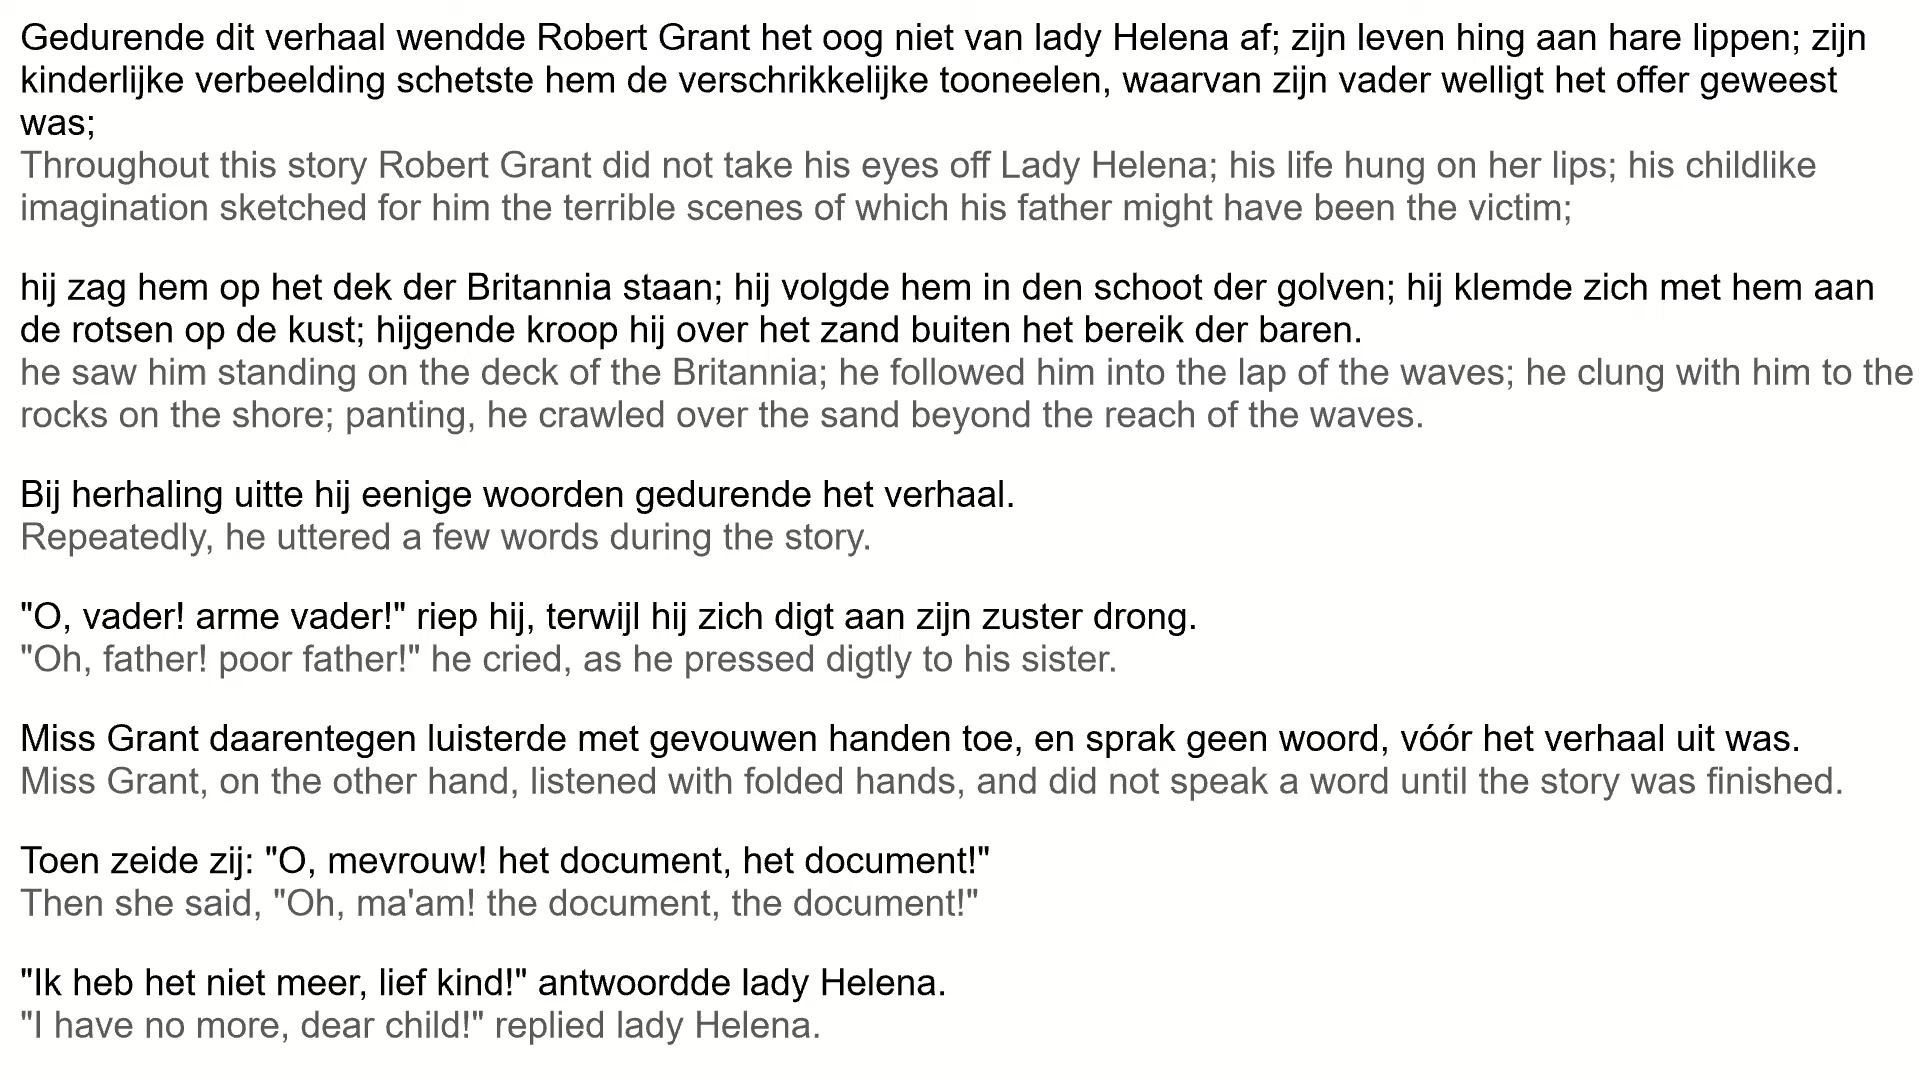 Gedurende dit verhaal wendde Robert Grant het oog niet van lady Helena af; zijn leven hing aan hare lippen; zijn
kinderlijke verbeelding schetste hem de verschrikkelijke tooneelen, waarvan zijn vader welligt het offer geweest
was;
Throughout this story Robert Grant did not take his eyes off Lady Helena; his life hung on her lips; his childlike
imagination sketched for him the terrible scenes of which his father might have been the victim;
hij zag hem op het dek der Britannia staan; hij volgde hem in den schoot der golven; hij klemde zich met hem aan
de rotsen op de kust; hijgende kroop hij over het zand buiten het bereik der baren.
he saw him standing on the deck of the Britannia; he followed him into the lap of the waves; he clung with him to the
rocks on the shore; panting, he crawled over the sand beyond the reach of the waves.
Bij herhaling uitte hij eenige woorden gedurende het verhaal.
Repeatedly, he uttered a few words during the story.
"O, vader! arme vader!" riep hij, terwijl hij zich digt aan zijn zuster drong.
"Oh, father! poor father!" he cried, as he pressed digtly to his sister.
Miss Grant daarentegen luisterde met gevouwen handen toe, en sprak geen woord, vóór het verhaal uit was.
Miss Grant, on the other hand, listened with folded hands, and did not speak a word until the story was finished.
Toen zeide zij: "O, mevrouw! het document, het document!"
Then she said, "Oh, ma'am! the document, the document!"
"Ik heb het niet meer, lief kind!" antwoordde lady Helena.
"I have no more, dear child!" replied lady Helena.